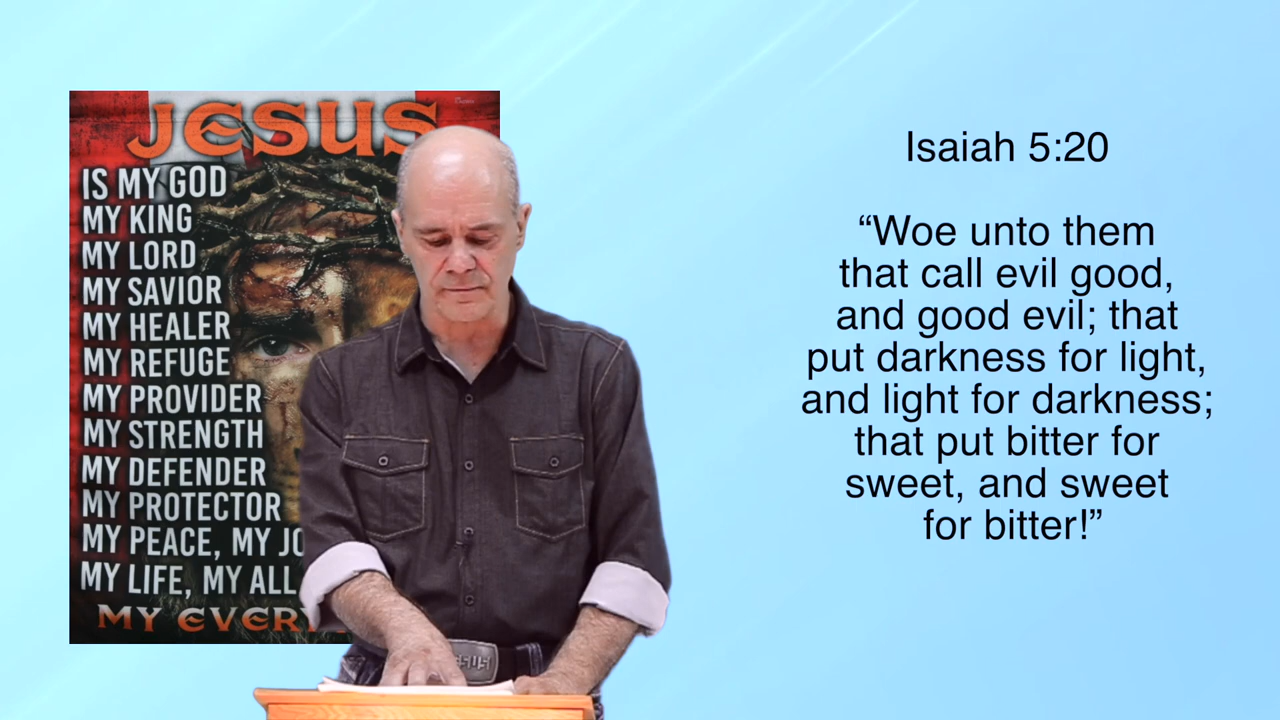 JESUS
IS MY GOD
MY KING
MY LORD
MY SAVIOR
MY HEALER
MY REFUGE
MY PROVIDER
MY STRENGTH
MY DEFENDER
MY PROTECTOR
MY PEACE, MY JO
MY LIFE, MY ALL
MY EVERY
JESUS
Isaiah 5:20
“Woe unto them
that call evil good,
and good evil; that
put darkness for light,
and light for darkness;
that put bitter for
sweet, and sweet
for bitter!”